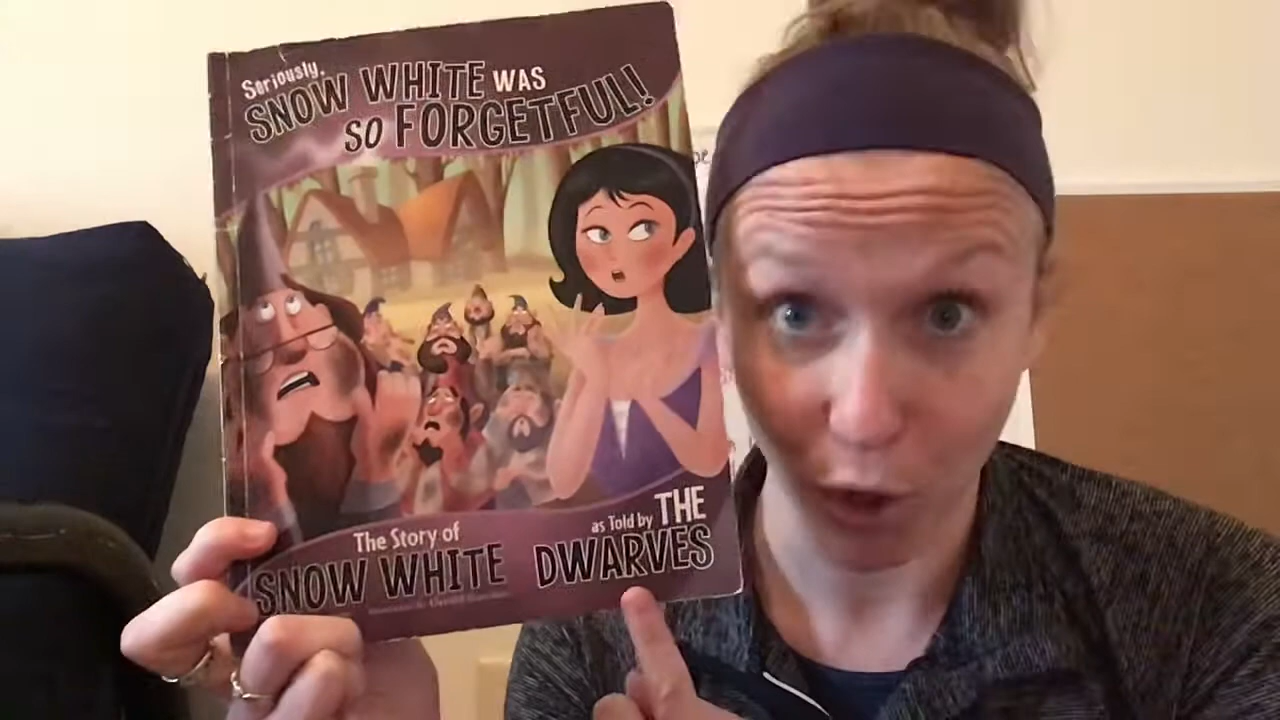 Seriously,
SNOW WHITE WAS
SO FORGETFUL!
The Story of
SNOW WHITE
as Told by THE
DWARVES